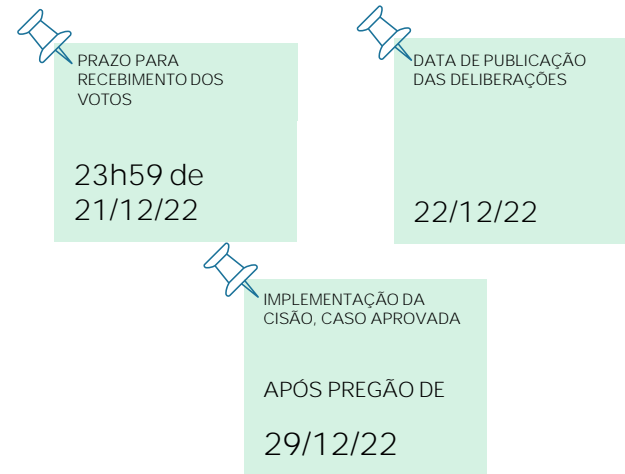 PRAZO PARA
RECEBIMENTO DOS
VOTOS
23h59 de
21/12/22
DATA DE PUBLICAÇÃO
DAS DELIBERAÇÕES
22/12/22
IMPLEMENTAÇÃO DA
CISÃO, CASO APROVADA
APÓS PREGÃO DE
29/12/22